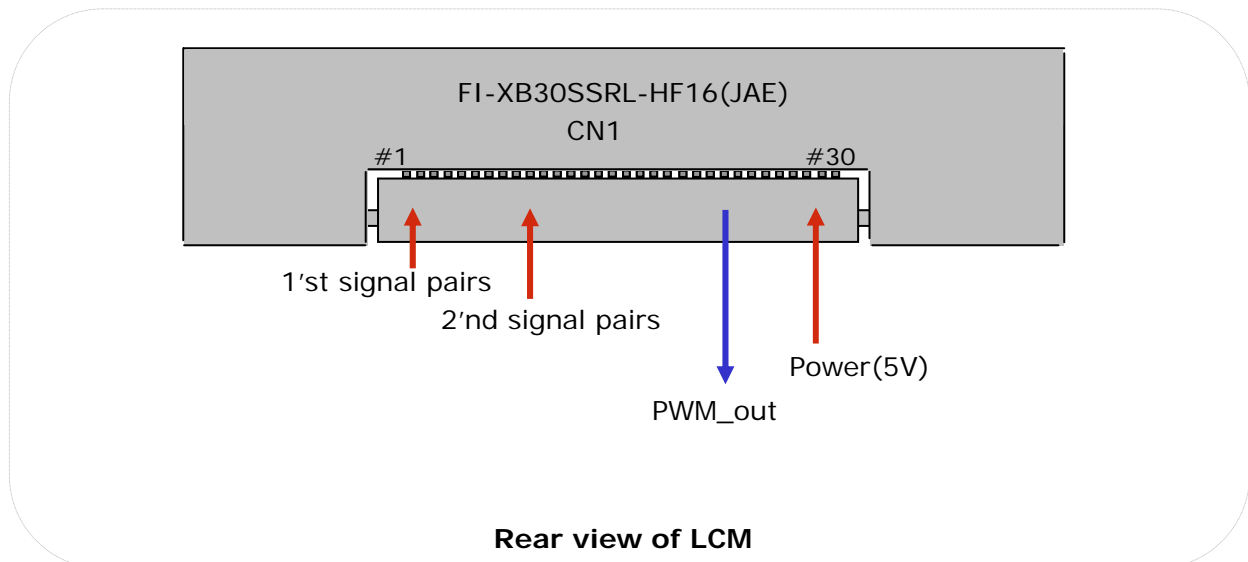 FI-XB30SSRL-HF16(JAE)
CN1
#1
#30
1'st signal pairs
2'nd signal pairs
Power(5V)
PWM_out
Rear view of LCM